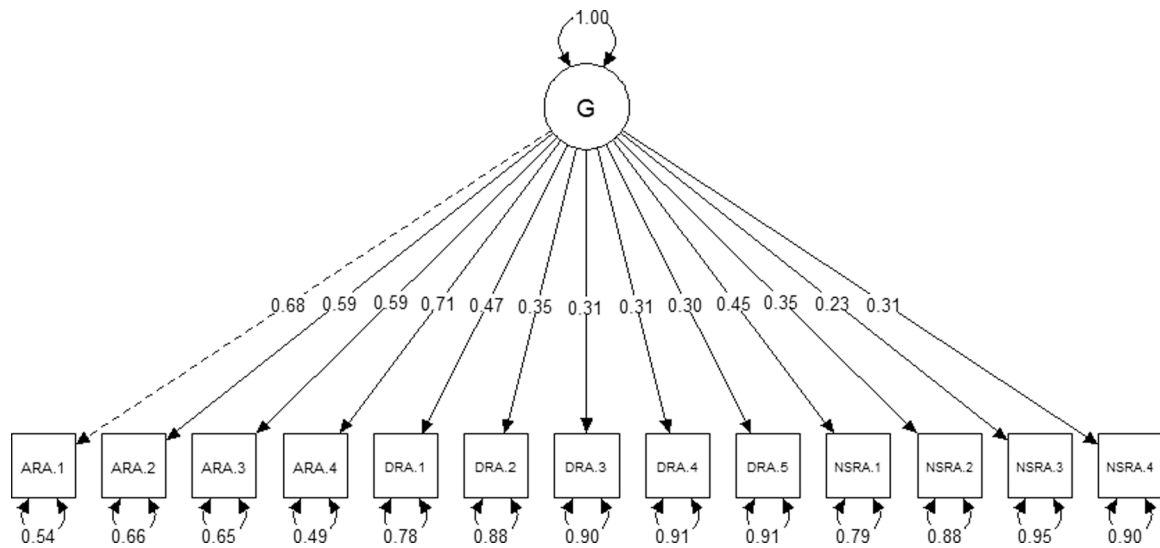 1.00
G
0.68 0.59 0.59 0.71 0.47 0.35 0.31 0.31 0.30 0.45 0.35 0.23 0.31
ARA.1 ARA.2 ARA.3 ARA.4 DRA.1 DRA.2 DRA.3 DRA.4 DRA.5 NSRA.1 NSRA.2 NSRA.3 NSRA.4
0.54 0.66 0.65 0.49 0.78 0.88 0.90 0.91 0.91 0.79 0.88 0.95 0.90